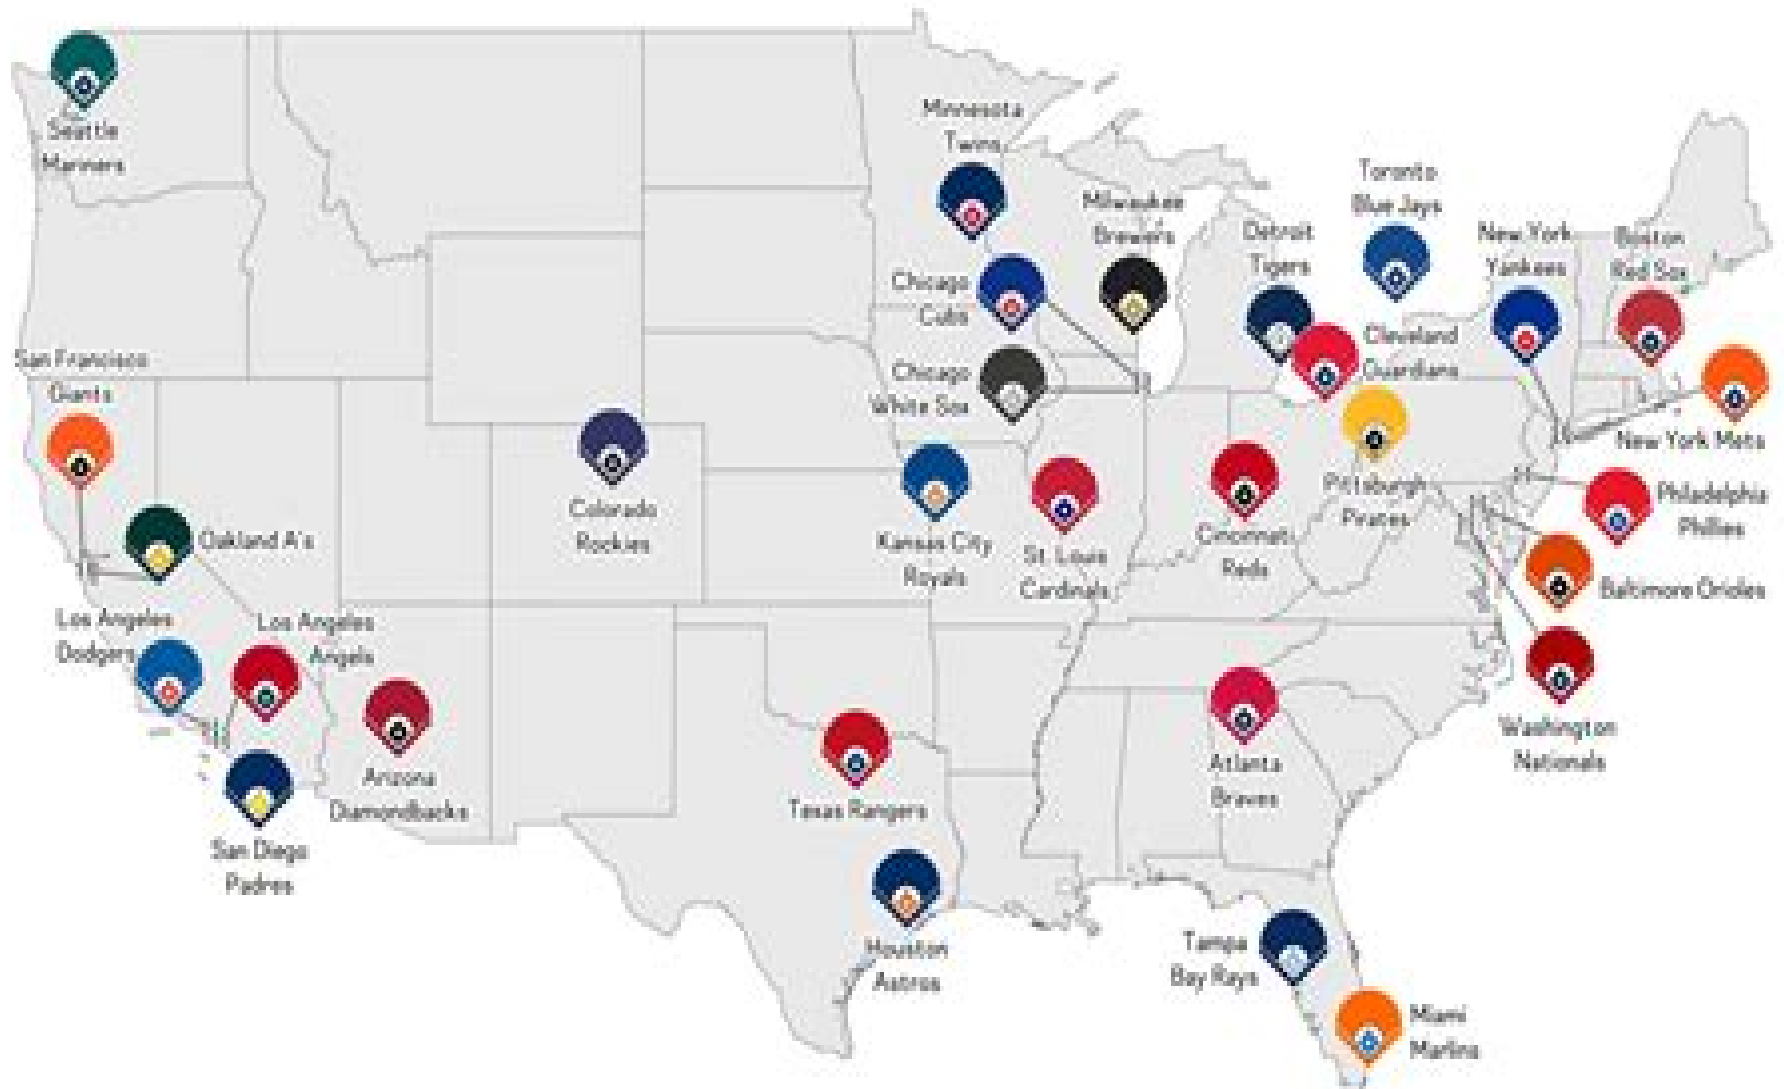 Seattle
Mariners
Minnesota
Twins
Milwaukee
Brewers
Toronto
Blue Jays
Detroit
Tigers
New York
Yankees
Boston
Red Sox
Chicago
Cubs
Cleveland
Guardians
San Francisco
Giants
Chicago
White Sox
New York Mets
Colorado
Rockies
Kansas City
Royals
St. Louis
Cardinals
Cincinnati
Reds
Pittsburgh
Pirates
Philadelphia
Phillies
Oakland A's
Baltimore Orioles
Los Angeles
Dodgers
Los Angeles
Angels
Washington
Nationals
Arizona
Diamondbacks
Texas Rangers
Atlanta
Braves
San Diego
Padres
Houston
Astros
Tampa
Bay Rays
Miami
Marlins